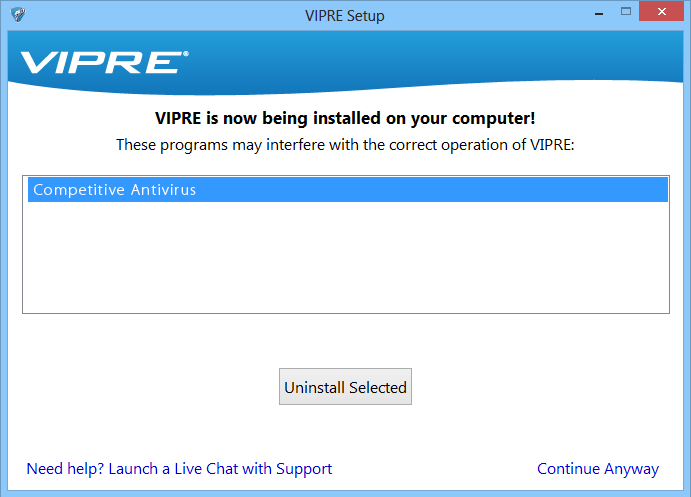 VIPRE Setup
VIPRE®
VIPRE is now being installed on your computer!
These programs may interfere with the correct operation of VIPRE:
Competitive Antivirus
Uninstall Selected
Need help? Launch a Live Chat with Support
Continue Anyway